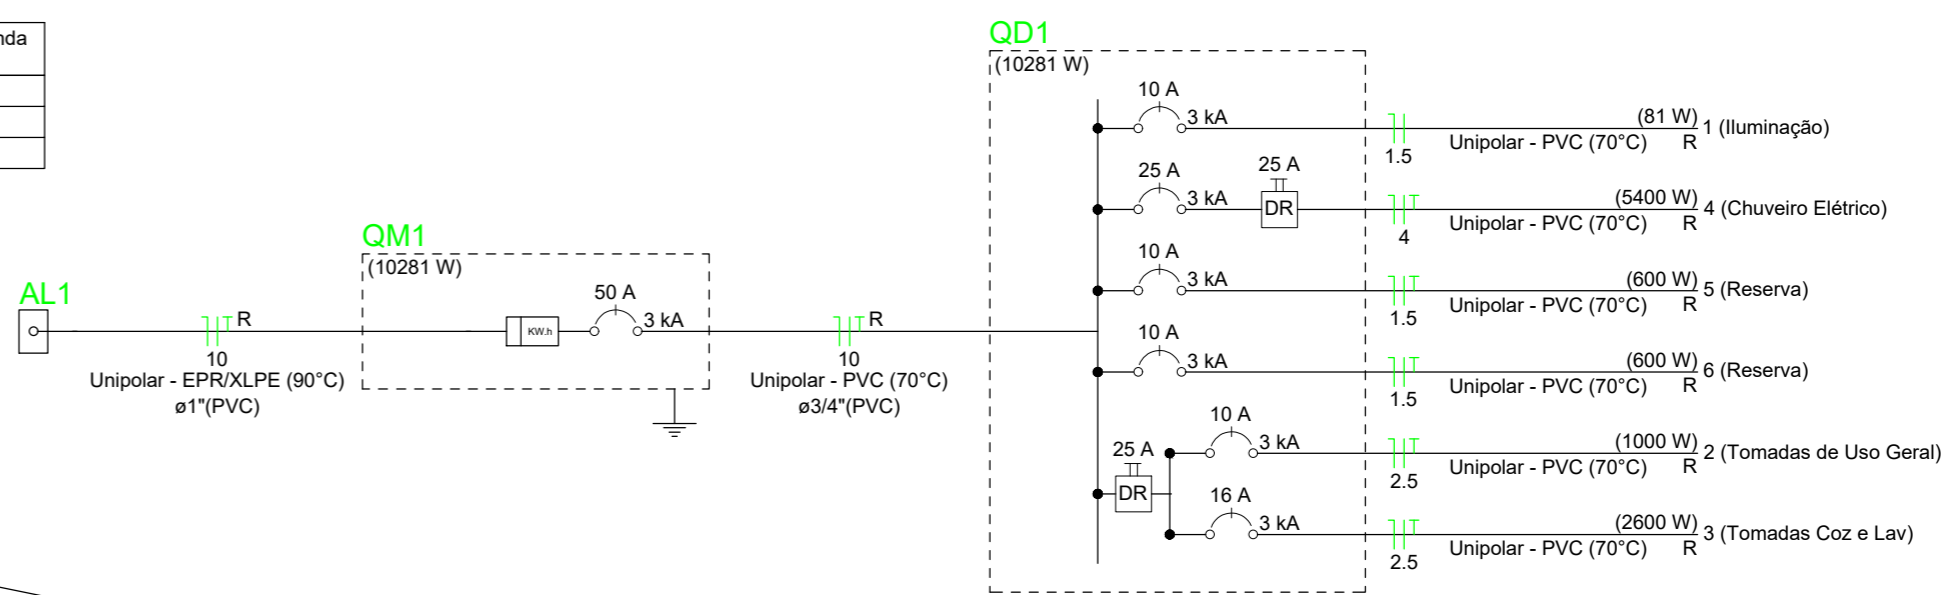 nda
AL1
R
10
Unipolar - EPR/XLPE (90°C)
ø1"(PVC)
QM1
(10281 W)
KW.h
50 A
3 kA
R
10
Unipolar - PVC (70°C)
ø3/4"(PVC)
QD1
(10281 W)
10 A
3 kA
1.5
(81 W)
Unipolar - PVC (70°C)
R
1 (Iluminação)
25 A
3 kA
25 A
DR
4
(5400 W)
Unipolar - PVC (70°C)
R
4 (Chuveiro Elétrico)
10 A
3 kA
1.5
(600 W)
Unipolar - PVC (70°C)
R
5 (Reserva)
10 A
3 kA
1.5
(600 W)
Unipolar - PVC (70°C)
R
6 (Reserva)
25 A
DR
10 A
3 kA
2.5
(1000 W)
Unipolar - PVC (70°C)
R
2 (Tomadas de Uso Geral)
16 A
3 kA
2.5
(2600 W)
Unipolar - PVC (70°C)
R
3 (Tomadas Coz e Lav)